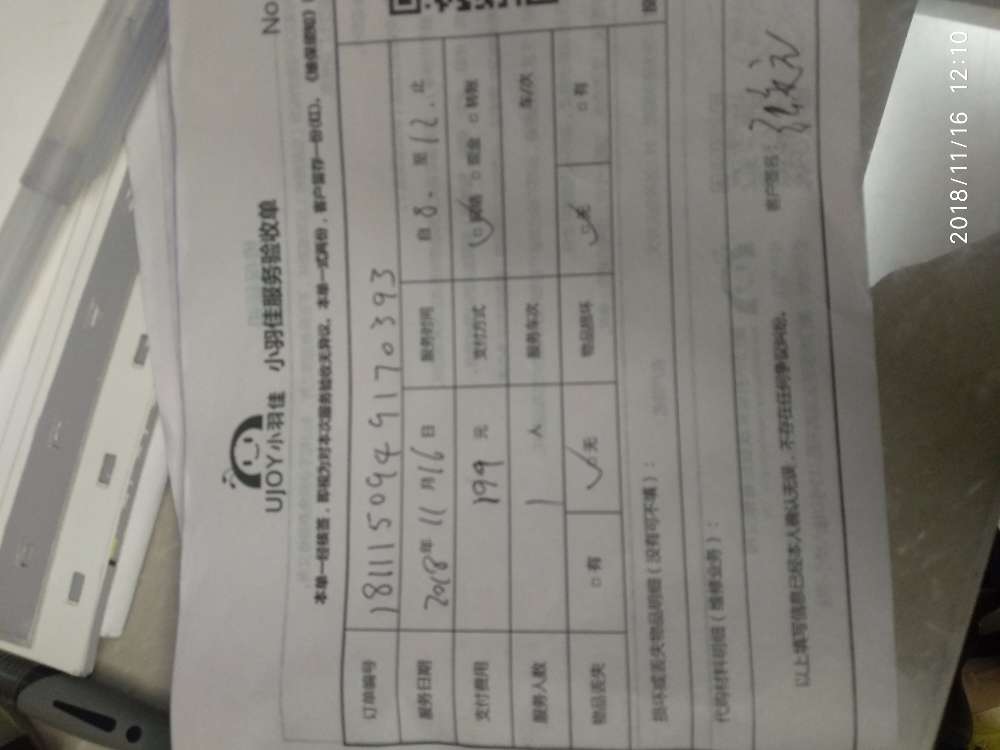 No
UJOY小羽佳 小羽佳服务验收单
本单一经核签，即视为对本次服务验收无异议。本单一式两份，客户留存一份(红)。
订单编号 181115094917 0393
服务日期 2018年11月16日 服务时间 自8.至12.止
支付费用 199元 支付方式 □网络 □现金 □转账
服务人数 1人 服务车次 车/次
物品丢失 □有 □无 物品损坏 □无 □有
损坏或丢失物品明细（没有可不填）：
代购材料明细（维修业务）：
以上填写信息已经本人确认无误，不存在任何争议纠纷。
客户签名：
2018/11/16 12:10